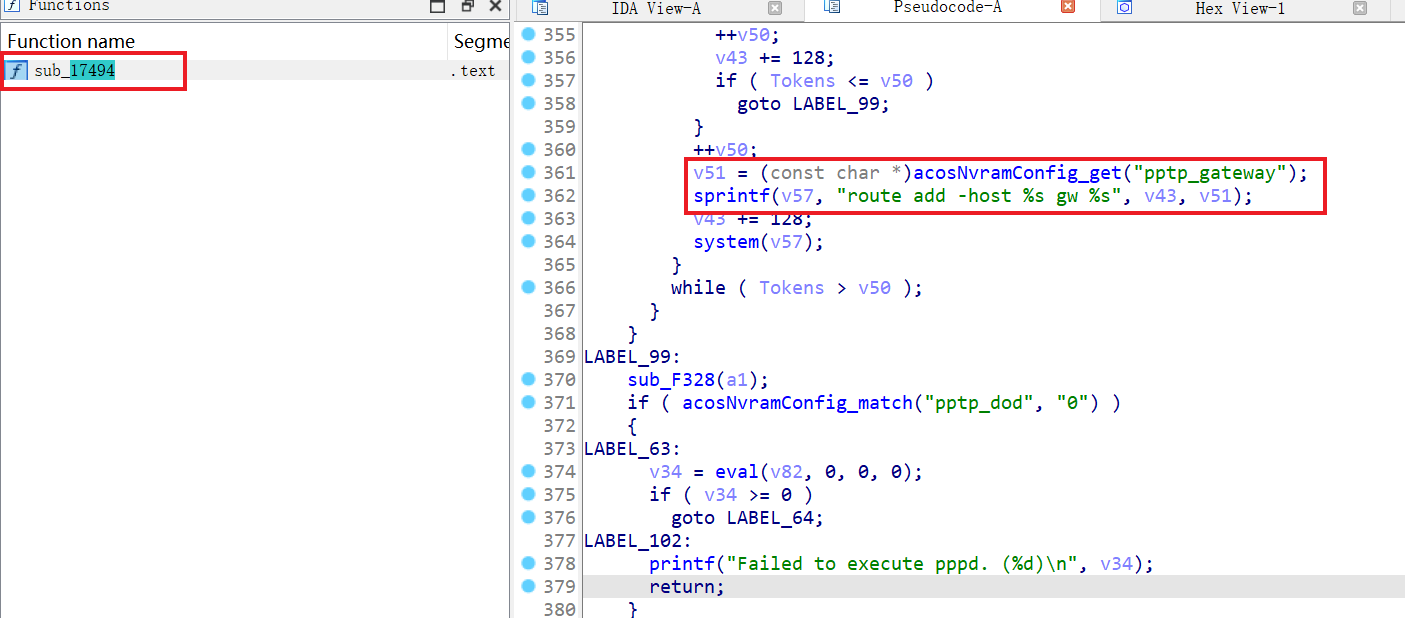 Functions
IDA View-A
Pseudocode-A
Hex View-1
Function name
Segme
sub_17494
.text
355 ++v50;
356 v43 += 128;
357 if ( Tokens <= v50 )
358 goto LABEL_99;
359 }
360 ++v50;
361 v51 = (const char *)acosNvramConfig_get("pptp_gateway");
362 sprintf(v57, "route add -host %s gw %s", v43, v51);
363 v43 += 128;
364 system(v57);
365 }
366 while ( Tokens > v50 );
367 }
368 }
369 LABEL_99:
370 sub_F328(a1);
371 if ( acosNvramConfig_match("pptp_dod", "0") )
372 {
373 LABEL_63:
374 v34 = eval(v82, 0, 0, 0);
375 if ( v34 >= 0 )
376 goto LABEL_64;
377 LABEL_102:
378 printf("Failed to execute pppd. (%d)\n", v34);
379 return;
380 }